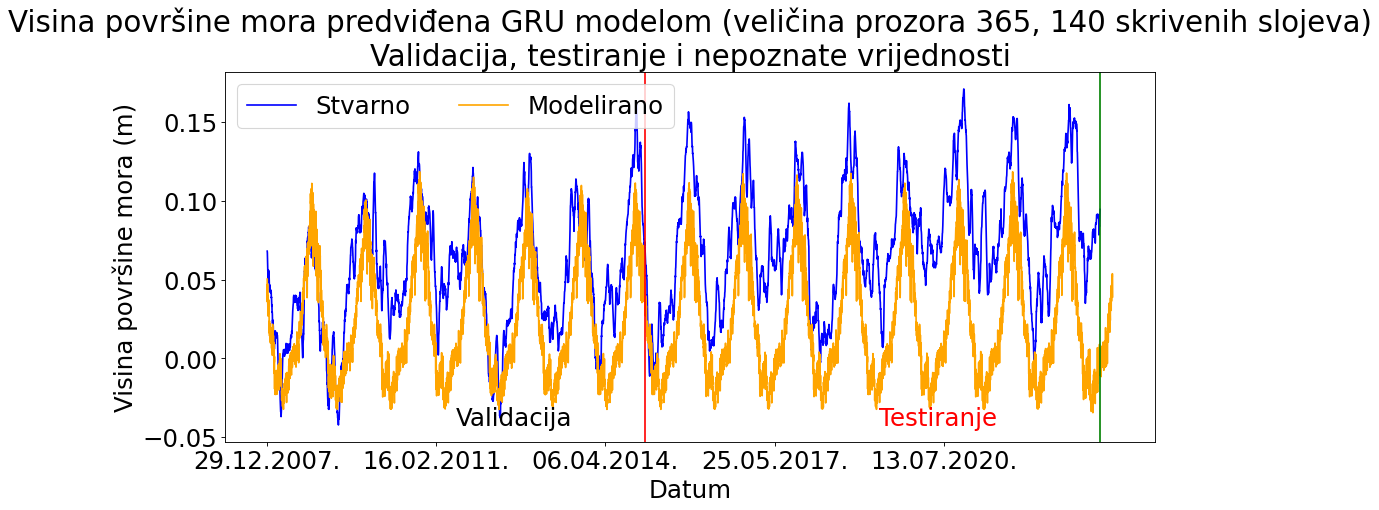 Visina površine mora predviđena GRU modelom (veličina prozora 365, 140 skrivenih slojeva)
Validacija, testiranje i nepoznate vrijednosti
Stvarno
Modelirano
Visina površine mora (m)
0.15
0.10
0.05
0.00
−0.05
Validacija
Testiranje
29.12.2007.
16.02.2011.
06.04.2014.
25.05.2017.
13.07.2020.
Datum